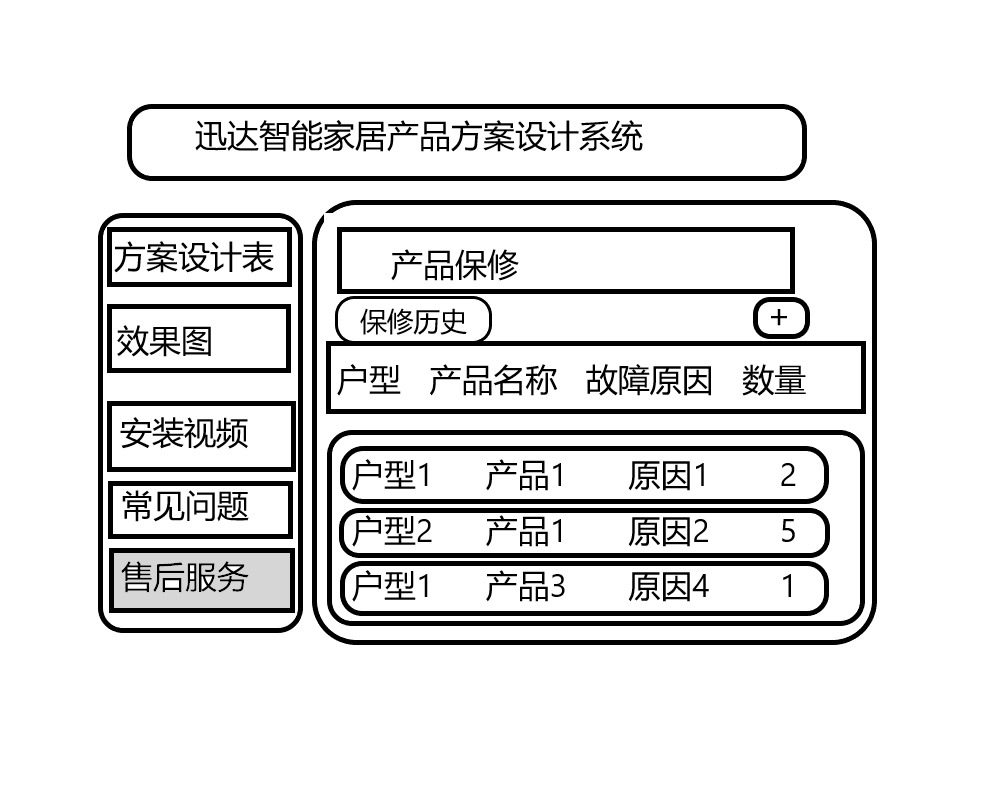 迅达智能家居产品方案设计系统
方案设计表
效果图
安装视频
常见问题
售后服务
产品保修
保修历史 +
户型 产品名称 故障原因 数量
户型1 产品1 原因1 2
户型2 产品1 原因2 5
户型1 产品3 原因4 1